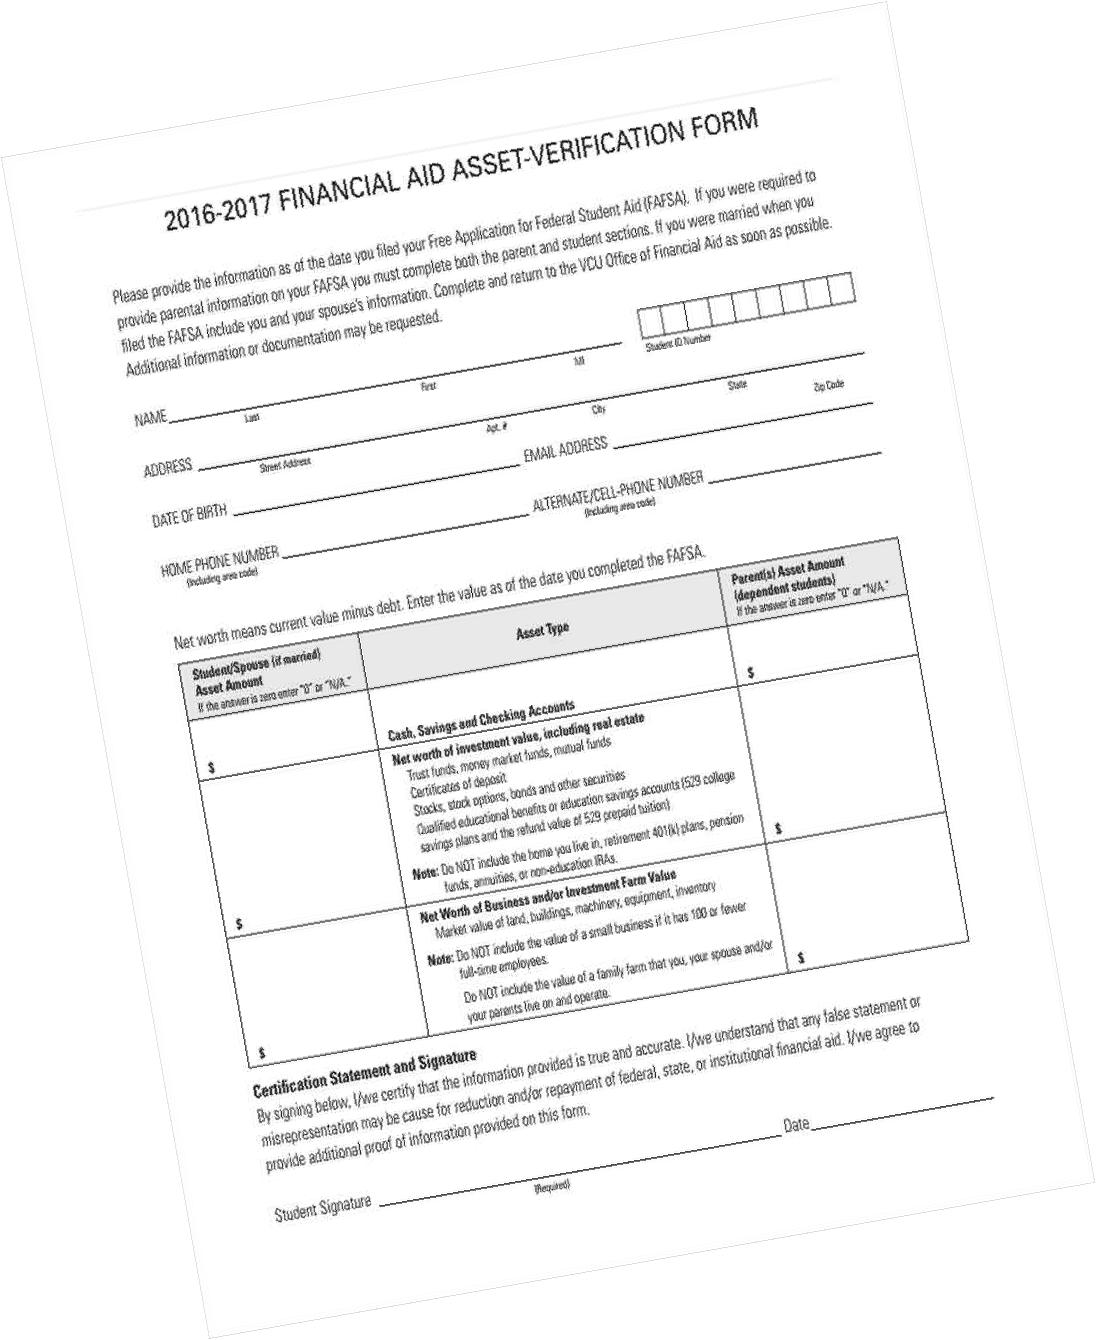 2016-2017 FINANCIAL AID ASSET-VERIFICATION FORM
Please provide the information as of the date you filed your Free Application for Federal Student Aid (FAFSA). If you were required to
provide parental information on your FAFSA you must complete both the parent and student sections. If you were married when you
filed the FAFSA include you and your spouse's information. Complete and return to the VCU Office of Financial Aid as soon as possible.
Additional information or documentation may be requested.
Student ID Number
NAME
Last First MI
ADDRESS
Street Address Apt. # City State Zip Code
DATE OF BIRTH EMAIL ADDRESS
HOME PHONE NUMBER ALTERNATE/CELL-PHONE NUMBER
(Including area code) (Including area code)
Net worth means current value minus debt. Enter the value as of the date you completed the FAFSA.
Student/Spouse (if married)
Asset Amount
If the answer is zero enter "0" or "N/A."
Asset Type
Parent(s) Asset Amount
(dependent students)
If the answer is zero enter "0" or "N/A."
$
Cash, Savings and Checking Accounts
$
$
Net worth of investment value, including real estate
Trust funds, money market funds, mutual funds
Certificates of deposit
Stocks, stock options, bonds and other securities
Qualified educational benefits or education savings accounts (529 college
savings plans and the refund value of 529 prepaid tuition)
Note: Do NOT include the home you live in, retirement 401(k) plans, pension
funds, annuities, or non-education IRAs.
$
$
Net Worth of Business and/or Investment Farm Value
Market value of land, buildings, machinery, equipment, inventory
Note: Do NOT include the value of a small business if it has 100 or fewer
full-time employees.
Do NOT include the value of a family farm that you, your spouse and/or
your parents live on and operate.
$
Certification Statement and Signature
By signing below, I/we certify that the information provided is true and accurate. I/we understand that any false statement or
misrepresentation may be cause for reduction and/or repayment of federal, state, or institutional financial aid. I/we agree to
provide additional proof of information provided on this form.
Student Signature Date
(Required)